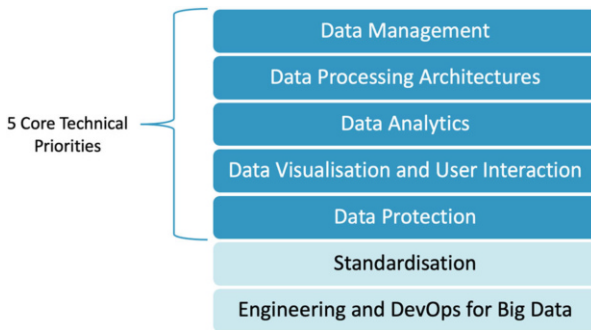 Data Management
Data Processing Architectures
5 Core Technical
Priorities
Data Analytics
Data Visualisation and User Interaction
Data Protection
Standardisation
Engineering and DevOps for Big Data